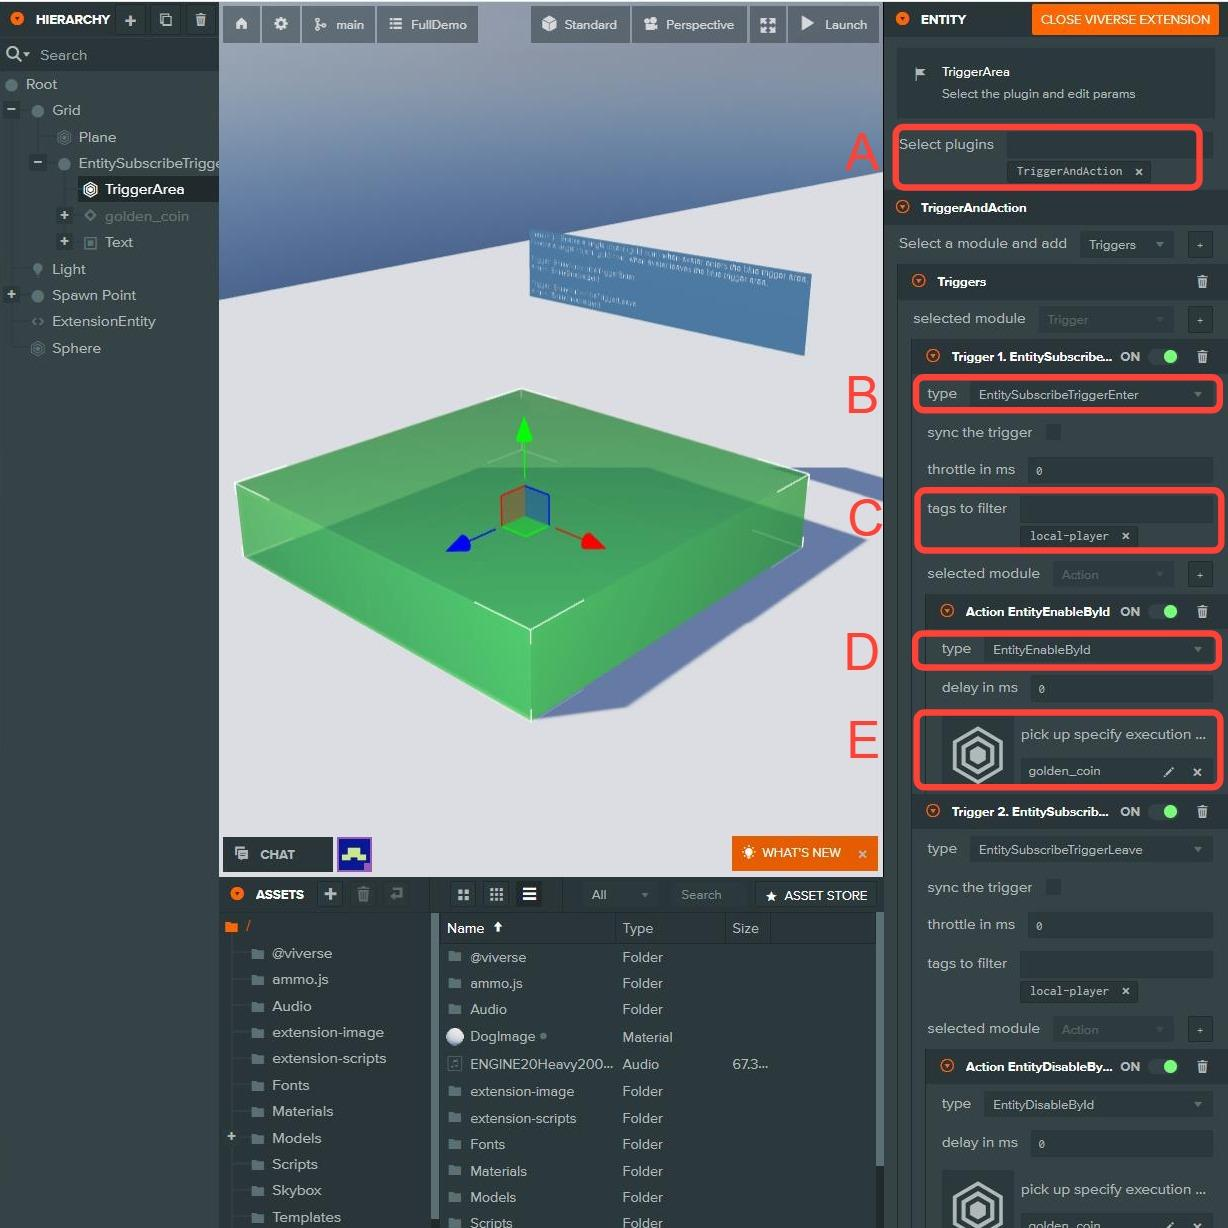 HIERARCHY
Search
Root
Grid
Plane
EntitySubscribeTrigge
TriggerArea
golden_coin
Text
Light
Spawn Point
ExtensionEntity
Sphere
main
FullDemo
Standard
Perspective
Launch
A
B
C
D
E
CHAT
WHAT'S NEW
ASSETS
All
Search
ASSET STORE
/
@viverse
ammo.js
Audio
extension-image
extension-scripts
Fonts
Materials
Models
Scripts
Skybox
Templates
Name Type Size
@viverse Folder
ammo.js Folder
Audio Folder
DogImage Material
ENGINE20Heavy200... Audio 67.3...
extension-image Folder
extension-scripts Folder
Fonts Folder
Materials Folder
Models Folder
Scripts Folder
ENTITY
CLOSE VIVERSE EXTENSION
TriggerArea
Select the plugin and edit params
Select plugins
TriggerAndAction ×
TriggerAndAction
Select a module and add Triggers +
Triggers
selected module Trigger +
Trigger 1. EntitySubscribe... ON
type EntitySubscribeTriggerEnter
sync the trigger
throttle in ms 0
tags to filter
local-player ×
selected module Action +
Action EntityEnableById ON
type EntityEnableById
delay in ms 0
pick up specify execution ...
golden_coin
Trigger 2. EntitySubscrib... ON
type EntitySubscribeTriggerLeave
sync the trigger
throttle in ms 0
tags to filter
local-player ×
selected module Action +
Action EntityDisableBy... ON
type EntityDisableById
delay in ms 0
pick up specify execution ...
golden_coin